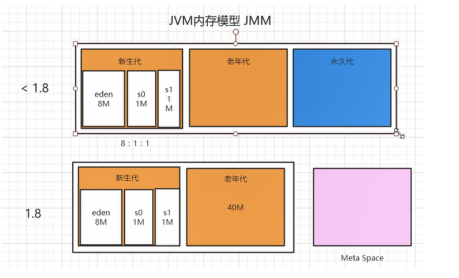 JVM内存模型 JMM
新生代
老年代
永久代
< 1.8
eden
8M
s0
1M
s1
1
M
8：1：1
新生代
老年代
1.8
eden
8M
s0
1M
s1
1M
40M
Meta Space